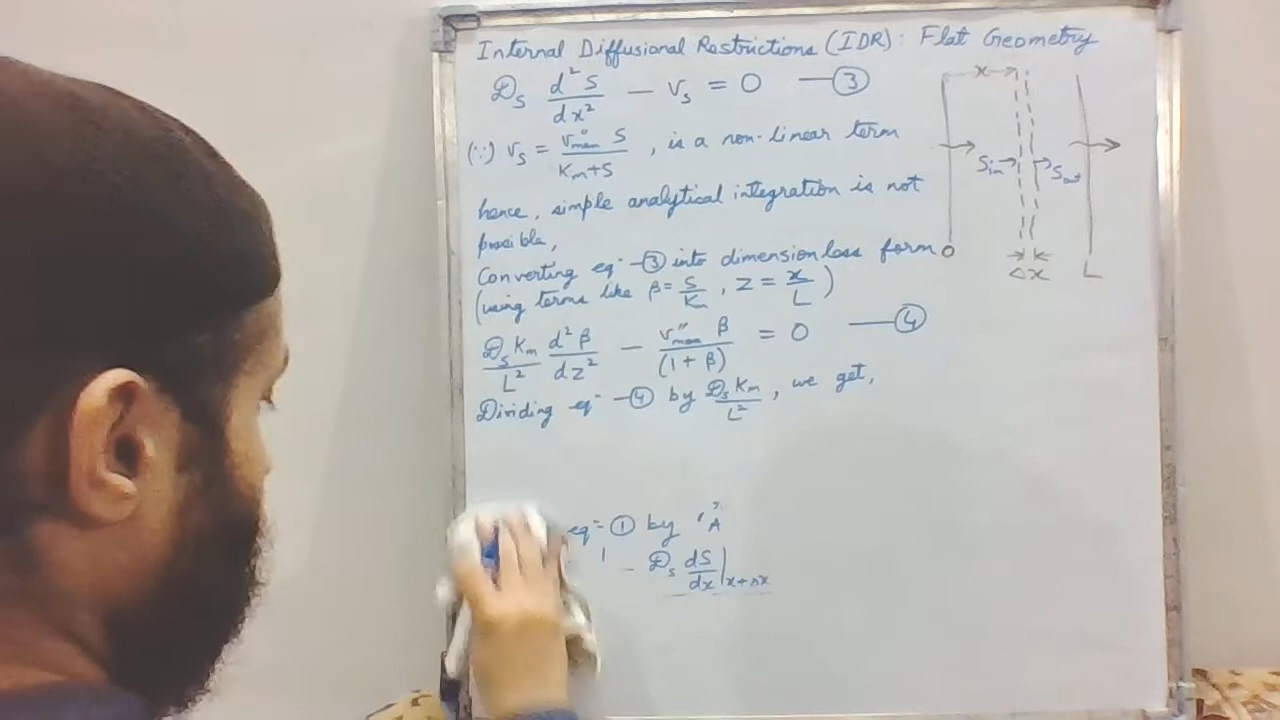 Internal Diffusional Restrictions (IDR): Flat Geometry
𝒟s d²S/dx² – vs = 0 —③
(∵) vs = v"max S/Km+S , is a non-linear term
hence, simple analytical integration is not
possible,
Converting eqⁿ -③ into dimensionless form
(using terms like β = S/Km , z = x/L)
𝒟s Km/L² d²β/dz² – v"max β/(1 + β) = 0 —④
Dividing eqⁿ -④ by 𝒟s Km/L² , we get,
eqⁿ ① by 'A'
– 𝒟s dS/dx |x+Δx
x
Sin
Sout
O
Δx
L